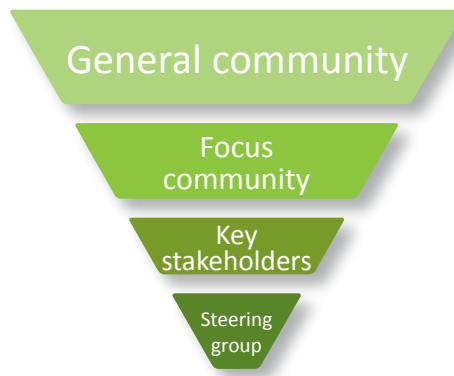 General community
Focus
community
Key
stakeholders
Steering
group